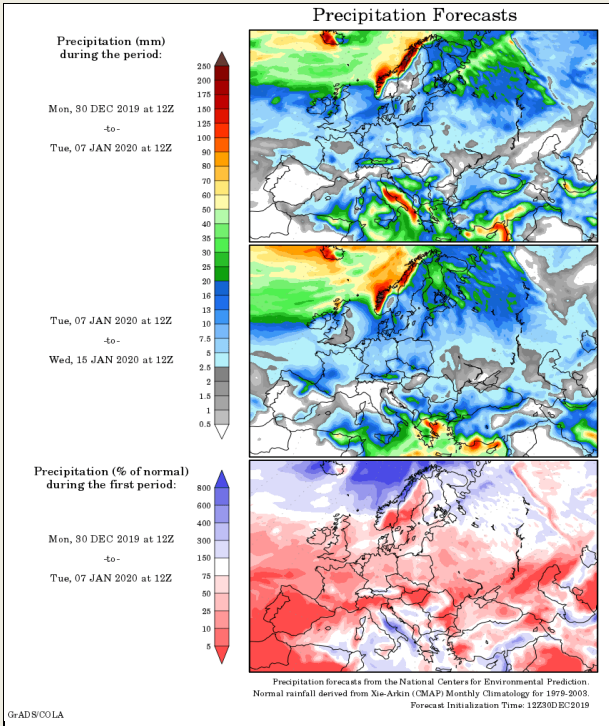 Precipitation Forecasts
Precipitation (mm)
during the period:
Mon, 30 DEC 2019 at 12Z
-to-
Tue, 07 JAN 2020 at 12Z
250
200
175
150
125
100
90
80
70
60
50
40
35
30
25
20
16
13
10
7.5
5
2.5
2
1.5
1
0.5
Tue, 07 JAN 2020 at 12Z
-to-
Wed, 15 JAN 2020 at 12Z
Precipitation (% of normal)
during the first period:
Mon, 30 DEC 2019 at 12Z
-to-
Tue, 07 JAN 2020 at 12Z
800
600
400
300
150
75
50
25
10
5
Precipitation forecasts from the National Centers for Environmental Prediction.
Normal rainfall derived from Xie-Arkin (CMAP) Monthly Climatology for 1979-2003.
Forecast Initialization Time: 12Z30DEC2019
GrADS/COLA